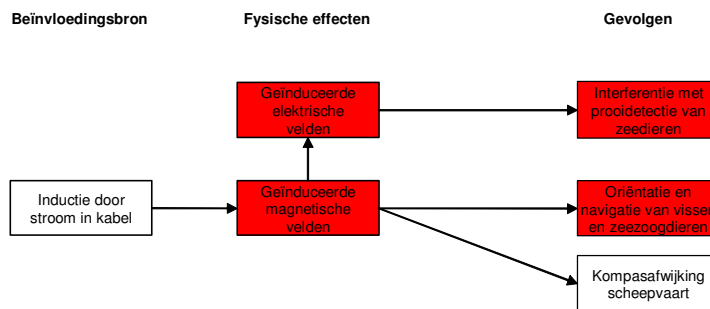 Beïnvloedingsbron
Fysische effecten
Gevolgen
Geïnduceerde
elektrische
velden
Interferentie met
prooidetectie van
zeedieren
Inductie door
stroom in kabel
Geïnduceerde
magnetische
velden
Oriëntatie en
navigatie van vissen
en zeezoogdieren
Kompasafwijking
scheepvaart